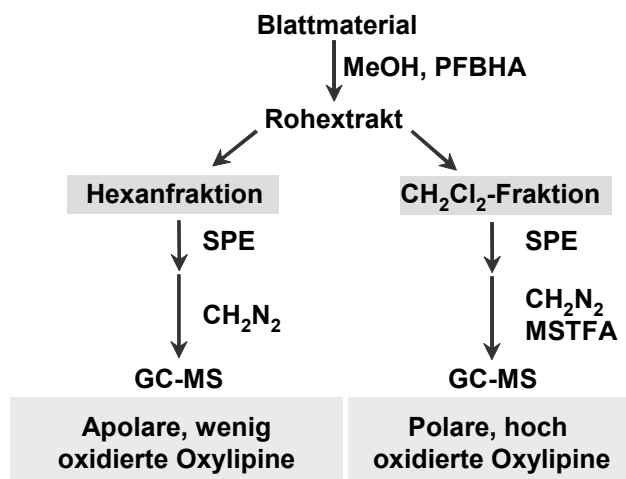 Blattmaterial
MeOH, PFBHA
Rohextrakt
Hexanfraktion
CH₂Cl₂-Fraktion
SPE
SPE
CH₂N₂
CH₂N₂
MSTFA
GC-MS
GC-MS
Apolare, wenig
oxidierte Oxylipine
Polare, hoch
oxidierte Oxylipine